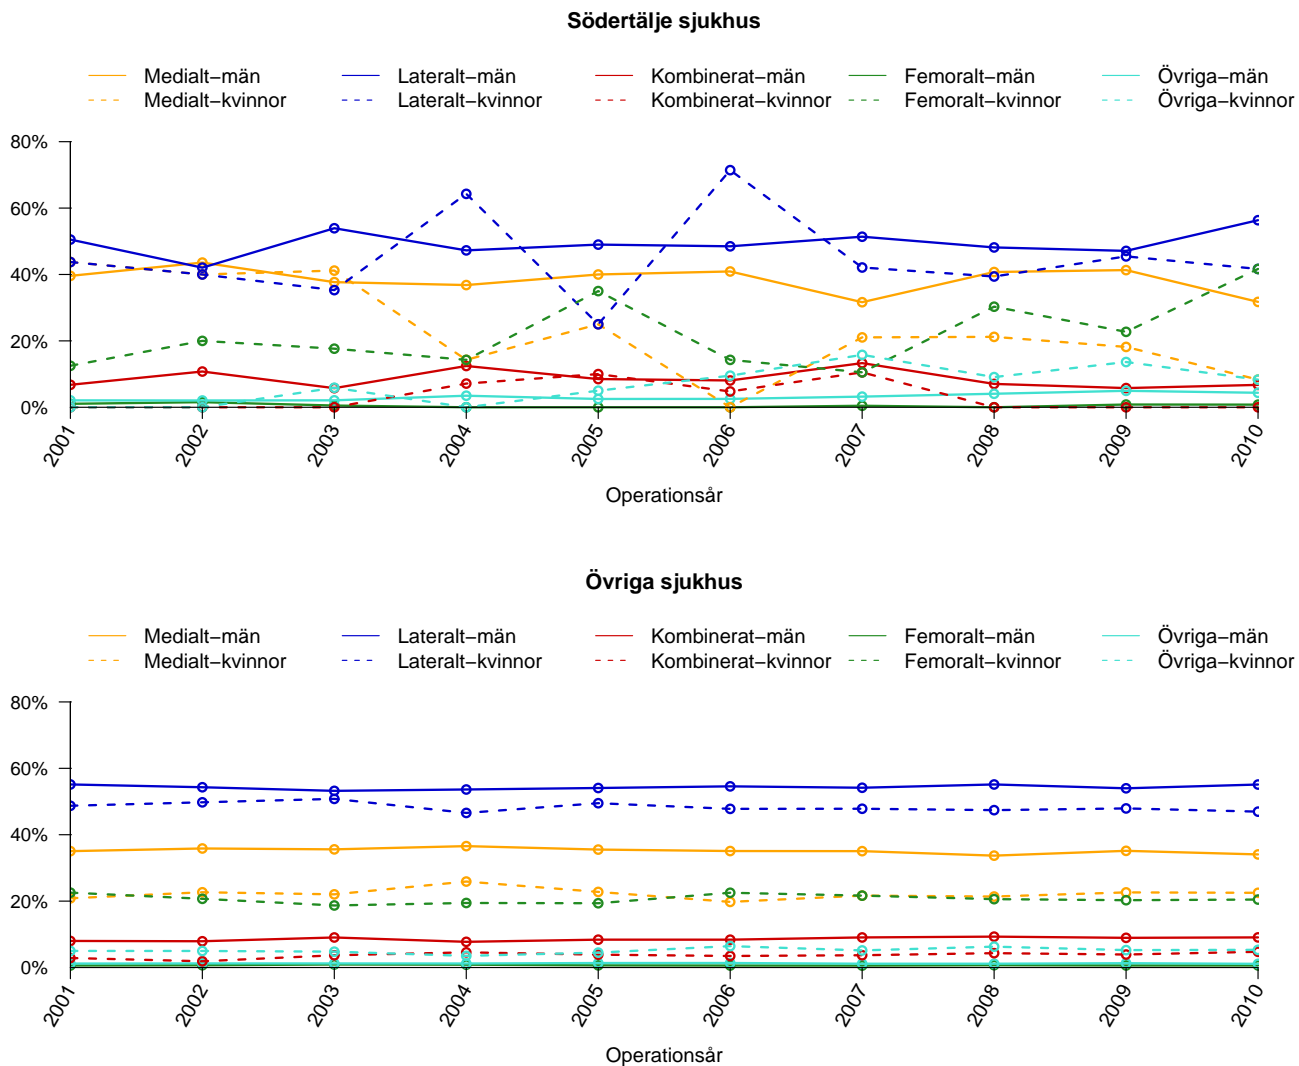 Södertälje sjukhus
Medialt−män Lateralt−män Kombinerat−män Femoralt−män Övriga−män
Medialt−kvinnor Lateralt−kvinnor Kombinerat−kvinnor Femoralt−kvinnor Övriga−kvinnor
80%
60%
40%
20%
0%
2001 2002 2003 2004 2005 2006 2007 2008 2009 2010
Operationsår
Övriga sjukhus
Medialt−män Lateralt−män Kombinerat−män Femoralt−män Övriga−män
Medialt−kvinnor Lateralt−kvinnor Kombinerat−kvinnor Femoralt−kvinnor Övriga−kvinnor
80%
60%
40%
20%
0%
2001 2002 2003 2004 2005 2006 2007 2008 2009 2010
Operationsår